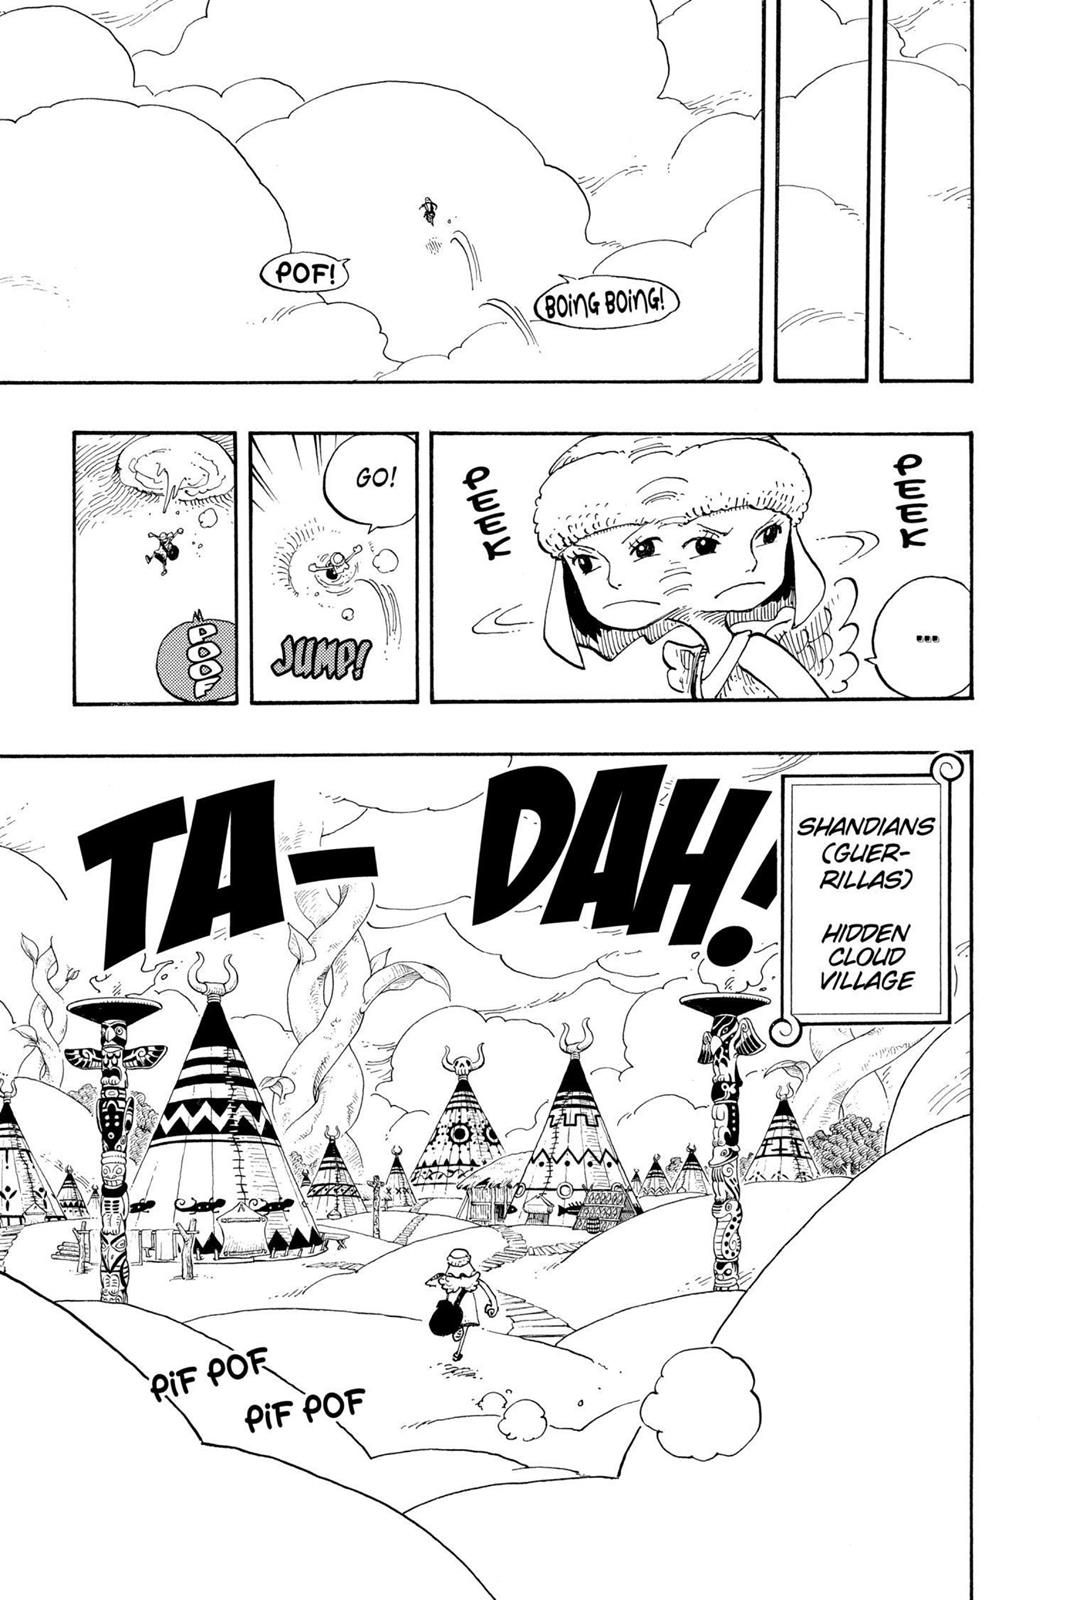 BOING BOING!
POF!
PEEK
...
PEEK
GO!
JUMP!
POOF
TA-DAH!
SHANDIANS
(GUER-
RILLAS)
HIDDEN
CLOUD
VILLAGE
PIF POF
PIF POF